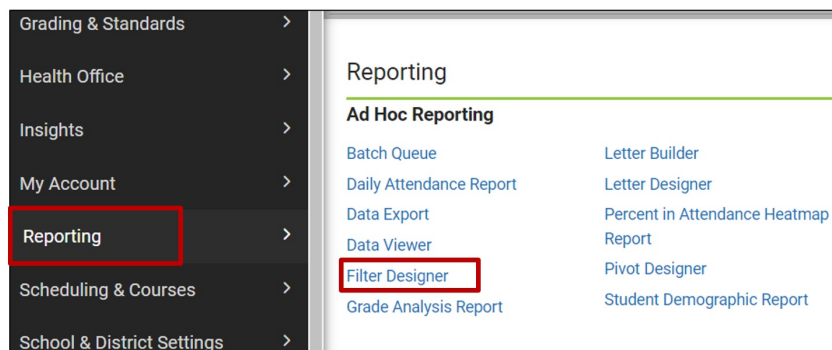 Grading & Standards
Health Office
Insights
My Account
Reporting
Scheduling & Courses
School & District Settings
Reporting
Ad Hoc Reporting
Batch Queue
Daily Attendance Report
Data Export
Data Viewer
Filter Designer
Grade Analysis Report
Letter Builder
Letter Designer
Percent in Attendance Heatmap
Report
Pivot Designer
Student Demographic Report